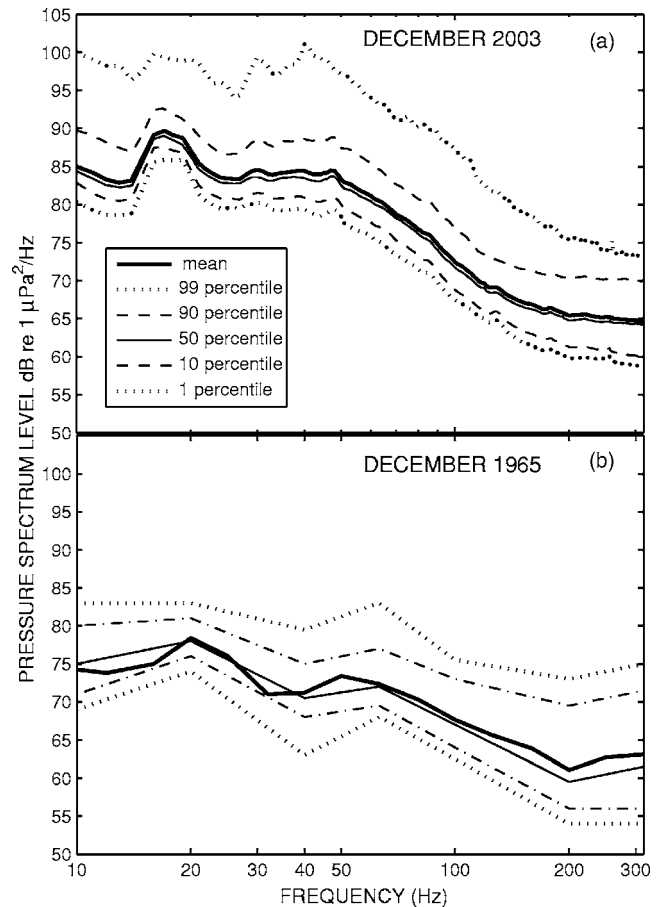 DECEMBER 2003
(a)
105
100
95
90
85
80
75
70
65
60
55
50
mean
99 percentile
90 percentile
50 percentile
10 percentile
1 percentile
PRESSURE SPECTRUM LEVEL dB re 1 µPa²/Hz
DECEMBER 1965
(b)
100
95
90
85
80
75
70
65
60
55
50
10
20
30
40
50
100
200
300
FREQUENCY (Hz)